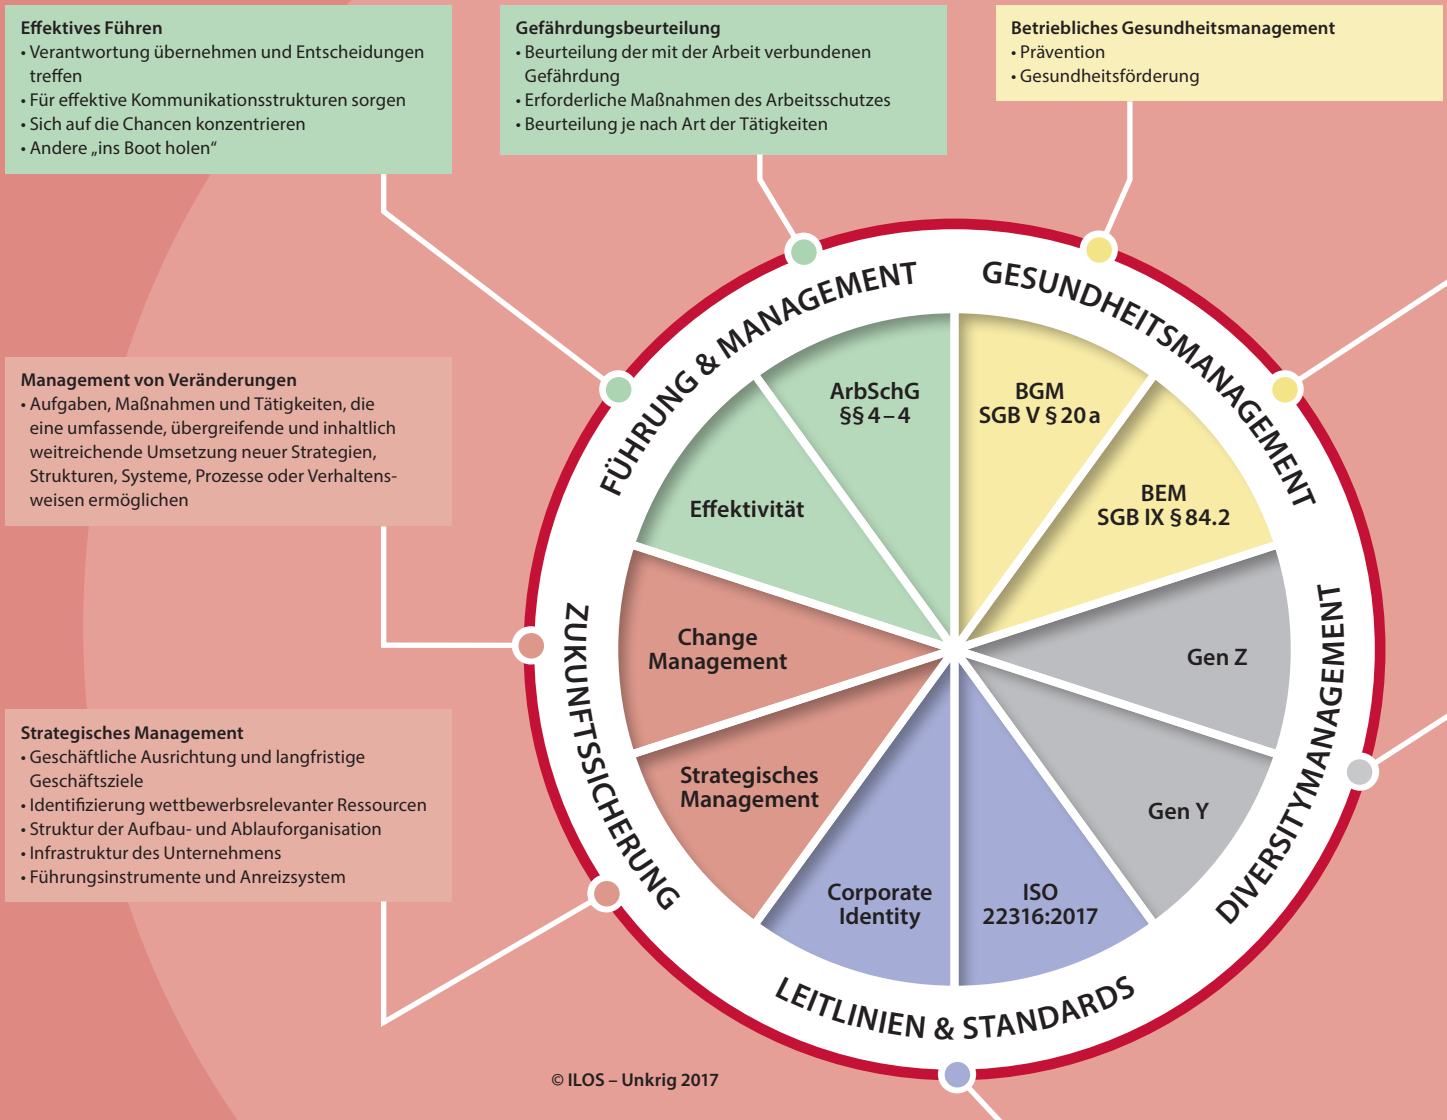 Effektives Führen
• Verantwortung übernehmen und Entscheidungen
treffen
• Für effektive Kommunikationsstrukturen sorgen
• Sich auf die Chancen konzentrieren
• Andere „ins Boot holen“
Gefährdungsbeurteilung
• Beurteilung der mit der Arbeit verbundenen
Gefährdung
• Erforderliche Maßnahmen des Arbeitsschutzes
• Beurteilung je nach Art der Tätigkeiten
Betriebliches Gesundheitsmanagement
• Prävention
• Gesundheitsförderung
Management von Veränderungen
• Aufgaben, Maßnahmen und Tätigkeiten, die
eine umfassende, übergreifende und inhaltlich
weitreichende Umsetzung neuer Strategien,
Strukturen, Systeme, Prozesse oder Verhaltens-
weisen ermöglichen
Strategisches Management
• Geschäftliche Ausrichtung und langfristige
Geschäftsziele
• Identifizierung wettbewerbsrelevanter Ressourcen
• Struktur der Aufbau- und Ablauforganisation
• Infrastruktur des Unternehmens
• Führungsinstrumente und Anreizsystem
FÜHRUNG & MANAGEMENT
GESUNDHEITSMANAGEMENT
DIVERSITYMANAGEMENT
LEITLINIEN & STANDARDS
ZUKUNFTSSICHERUNG
ArbSchG
§§ 4–4
BGM
SGB V § 20 a
BEM
SGB IX § 84.2
Gen Z
Gen Y
ISO
22316:2017
Corporate
Identity
Strategisches
Management
Change
Management
Effektivität
© ILOS – Unkrig 2017